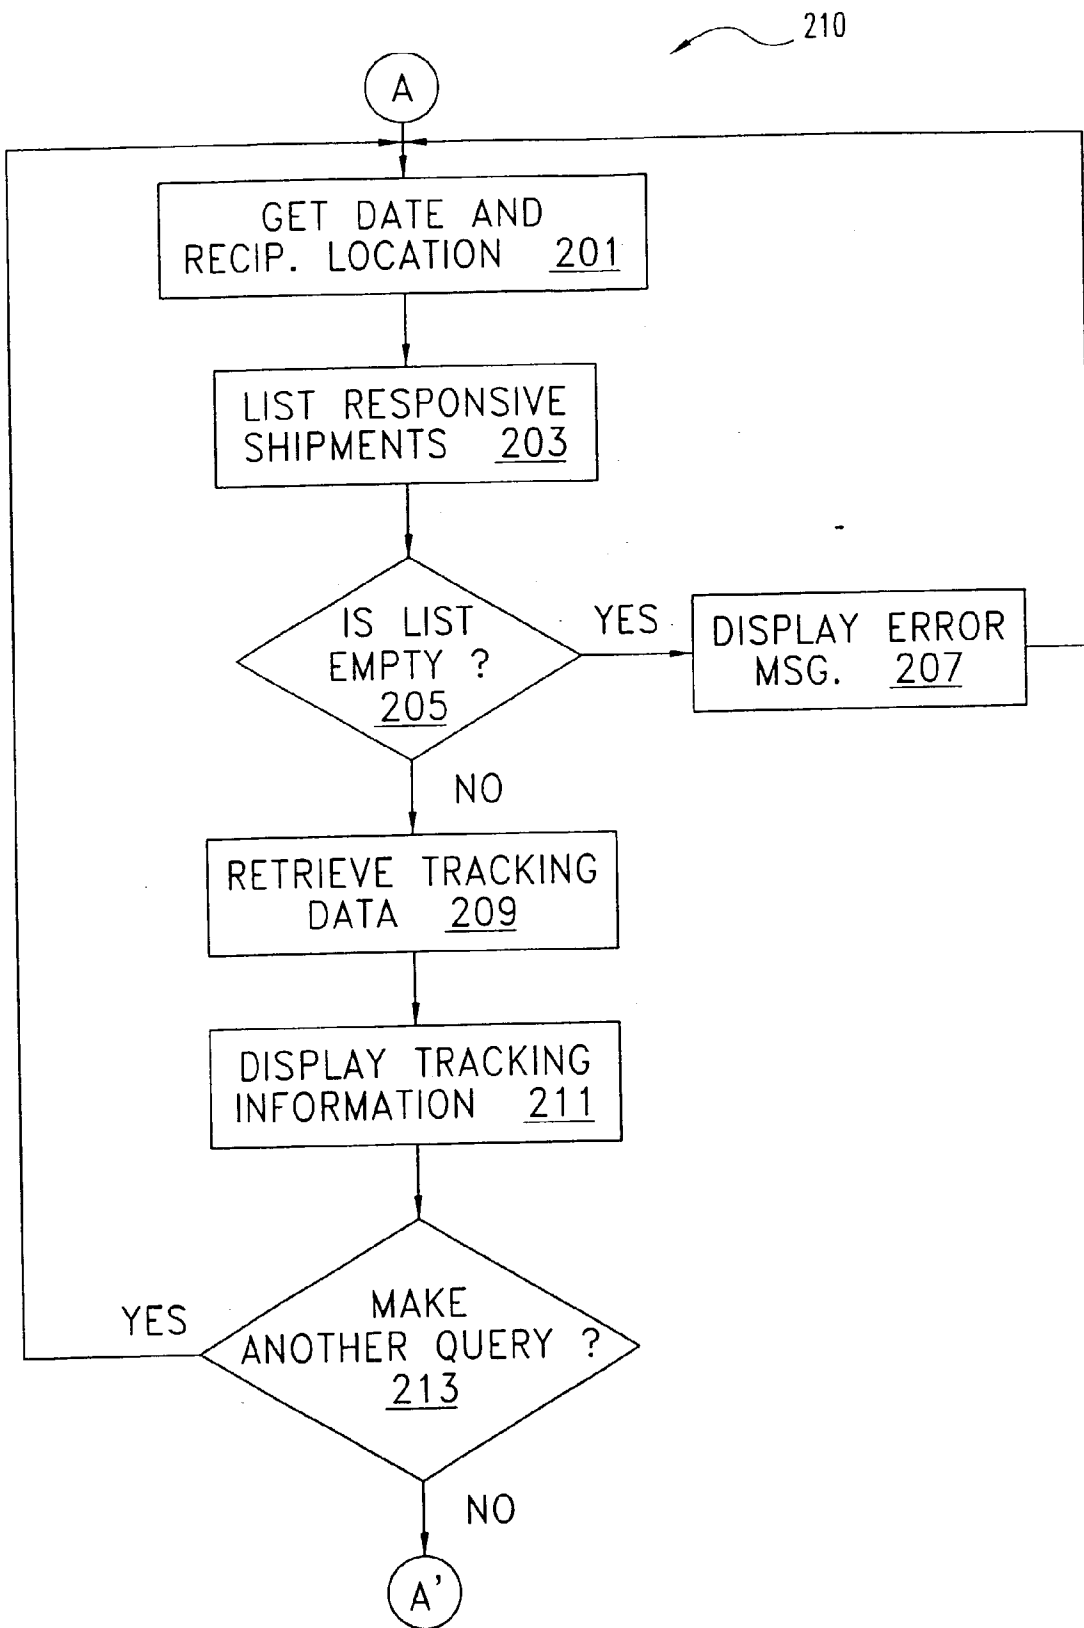 210
A
GET DATE AND
RECIP. LOCATION 201
LIST RESPONSIVE
SHIPMENTS 203
IS LIST
EMPTY ?
205
YES
DISPLAY ERROR
MSG. 207
NO
RETRIEVE TRACKING
DATA 209
DISPLAY TRACKING
INFORMATION 211
YES
MAKE
ANOTHER QUERY ?
213
NO
A'